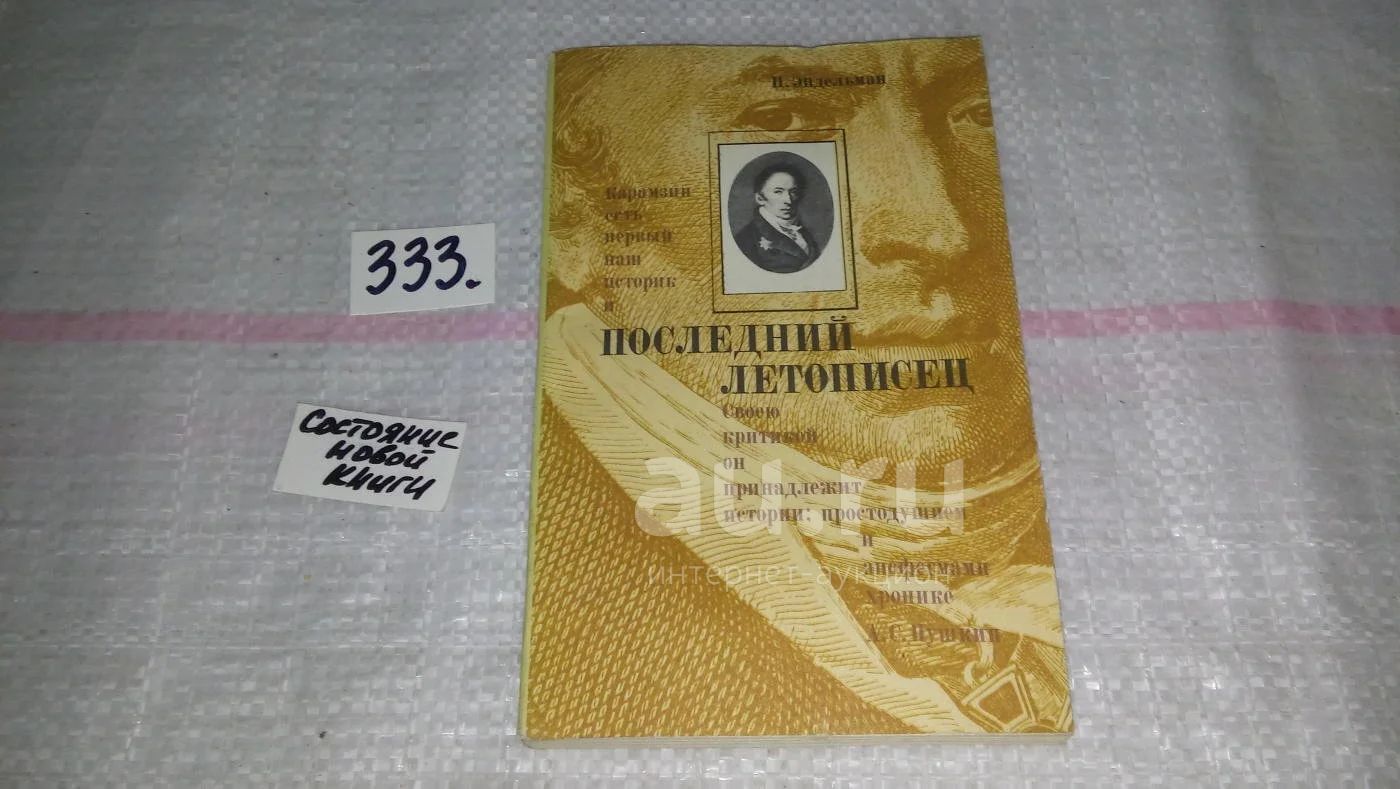 Н. Эйдельман
Карамзин
есть
первый
наш
историк
и
ПОСЛЕДНИЙ
ЛЕТОПИСЕЦ
Своею
критикой
он
принадлежит
истории; простодушием
и
апофегмами
хронике
А. С. Пушкин
333.
Состояние
новой
книги
au.ru
интернет-аукцион